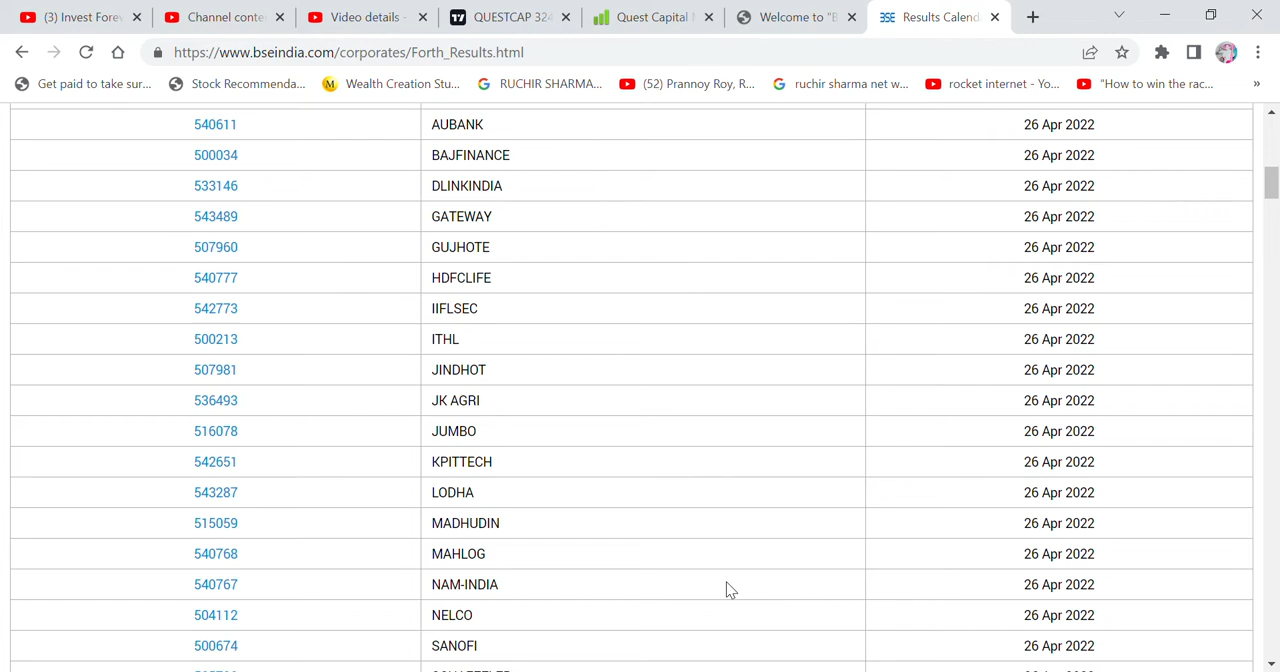 (3) Invest Forev
Channel conte
Video details -
QUESTCAP 324
Quest Capital
Welcome to "B
Results Calend
https://www.bseindia.com/corporates/Forth_Results.html
Get paid to take sur...
Stock Recommenda...
Wealth Creation Stu...
RUCHIR SHARMA...
(52) Prannoy Roy, R...
ruchir sharma net w...
rocket internet - Yo...
"How to win the rac...
»
540611 AUBANK 26 Apr 2022
500034 BAJFINANCE 26 Apr 2022
533146 DLINKINDIA 26 Apr 2022
543489 GATEWAY 26 Apr 2022
507960 GUJHOTE 26 Apr 2022
540777 HDFCLIFE 26 Apr 2022
542773 IIFLSEC 26 Apr 2022
500213 ITHL 26 Apr 2022
507981 JINDHOT 26 Apr 2022
536493 JK AGRI 26 Apr 2022
516078 JUMBO 26 Apr 2022
542651 KPITTECH 26 Apr 2022
543287 LODHA 26 Apr 2022
515059 MADHUDIN 26 Apr 2022
540768 MAHLOG 26 Apr 2022
540767 NAM-INDIA 26 Apr 2022
504112 NELCO 26 Apr 2022
500674 SANOFI 26 Apr 2022